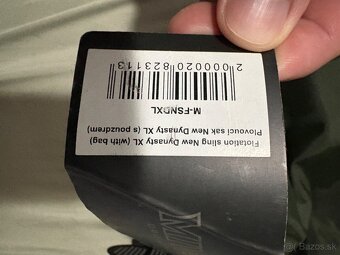 Flotation sling New Dynasty XL (with bag)
Plovoucí sak New Dynasty XL (s pouzdrem)
M-FSNDXL
2 000020 823113
Bazos.sk